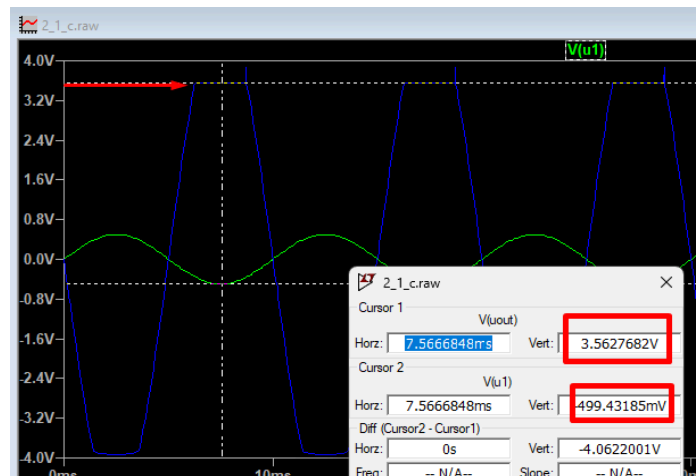 2_1_c.raw
V(u1)
4.0V
3.2V
2.4V
1.6V
0.8V
0.0V
-0.8V
-1.6V
-2.4V
-3.2V
-4.0V
0ms
10ms
2_1_c.raw
Cursor 1
V(uout)
Horz: 7.5666848ms Vert: 3.5627682V
Cursor 2
V(u1)
Horz: 7.5666848ms Vert: -499.43185mV
Diff (Cursor2 - Cursor1)
Horz: 0s Vert: -4.0622001V
Freq: -- N/A-- Slope: -- N/A--